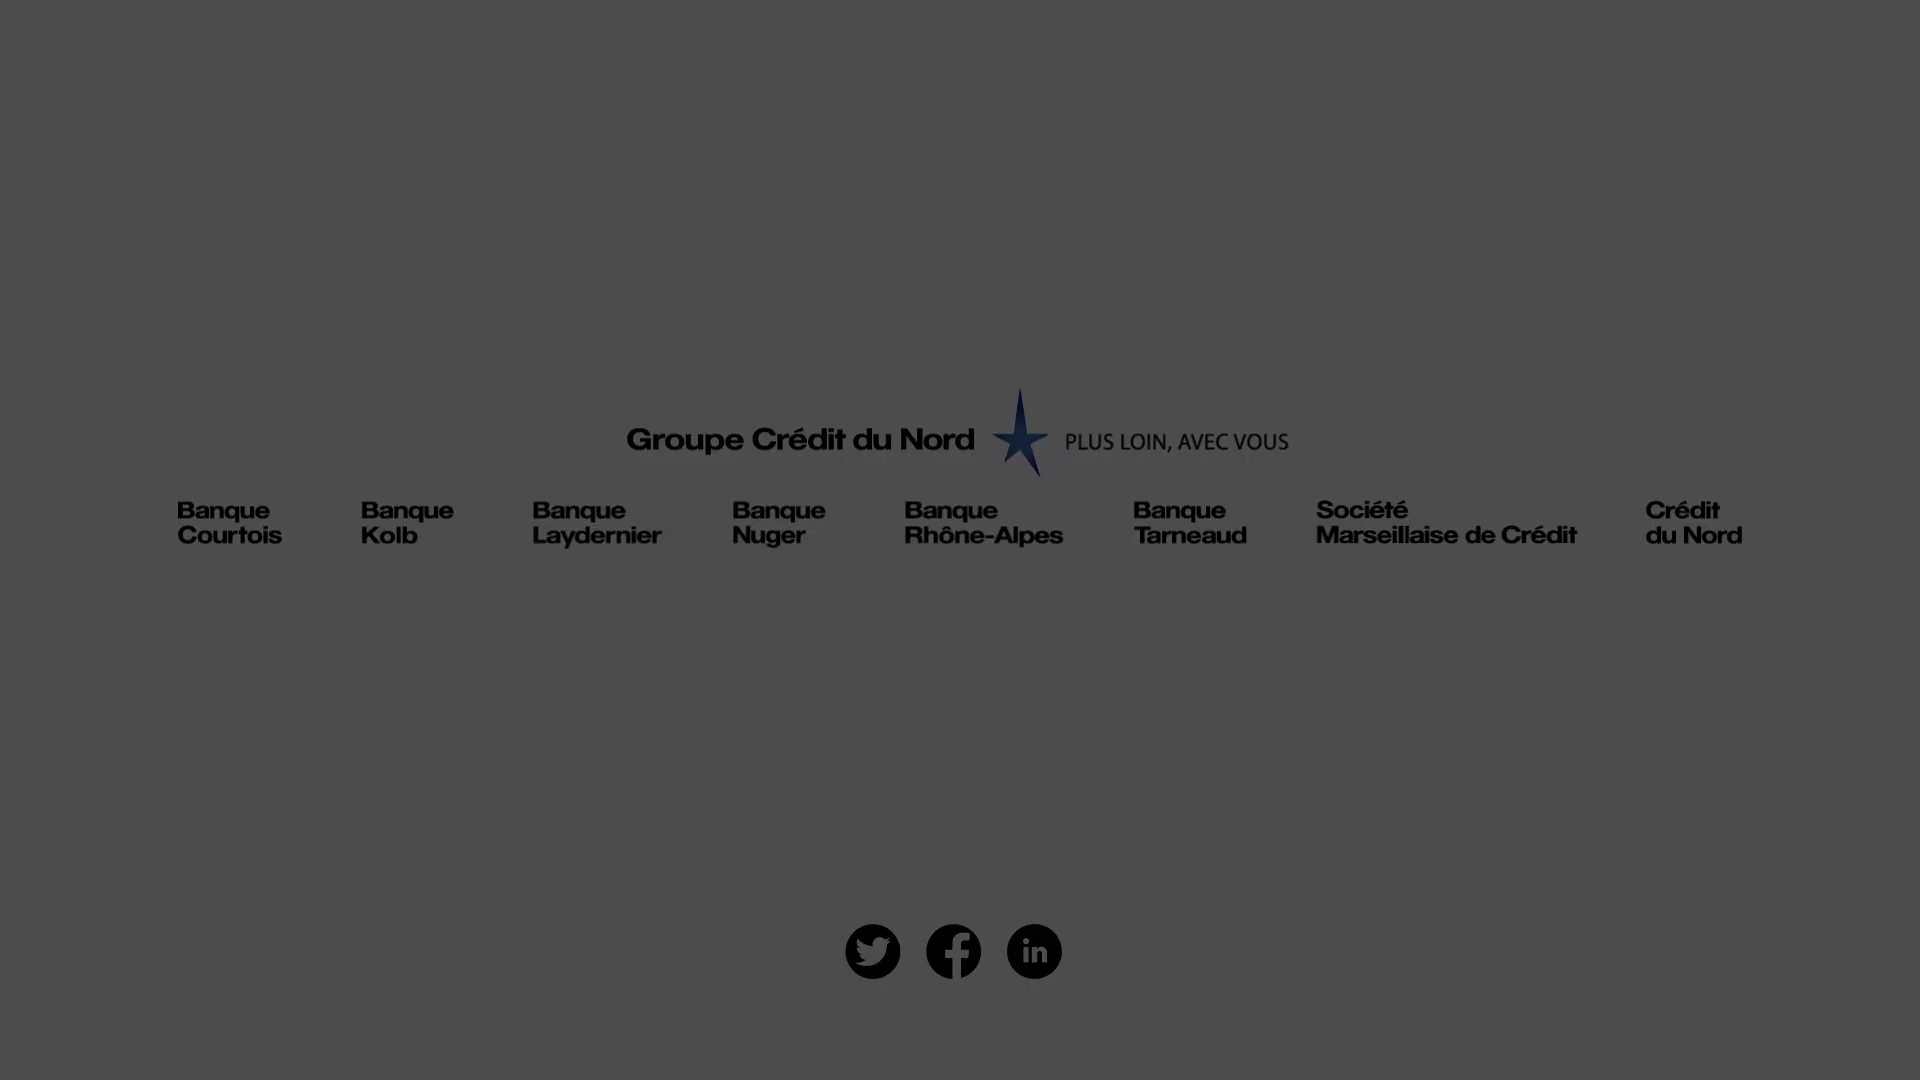 Groupe Crédit du Nord PLUS LOIN, AVEC VOUS
Banque
Courtois
Banque
Kolb
Banque
Laydernier
Banque
Nuger
Banque
Rhône-Alpes
Banque
Tarneaud
Société
Marseillaise de Crédit
Crédit
du Nord
in